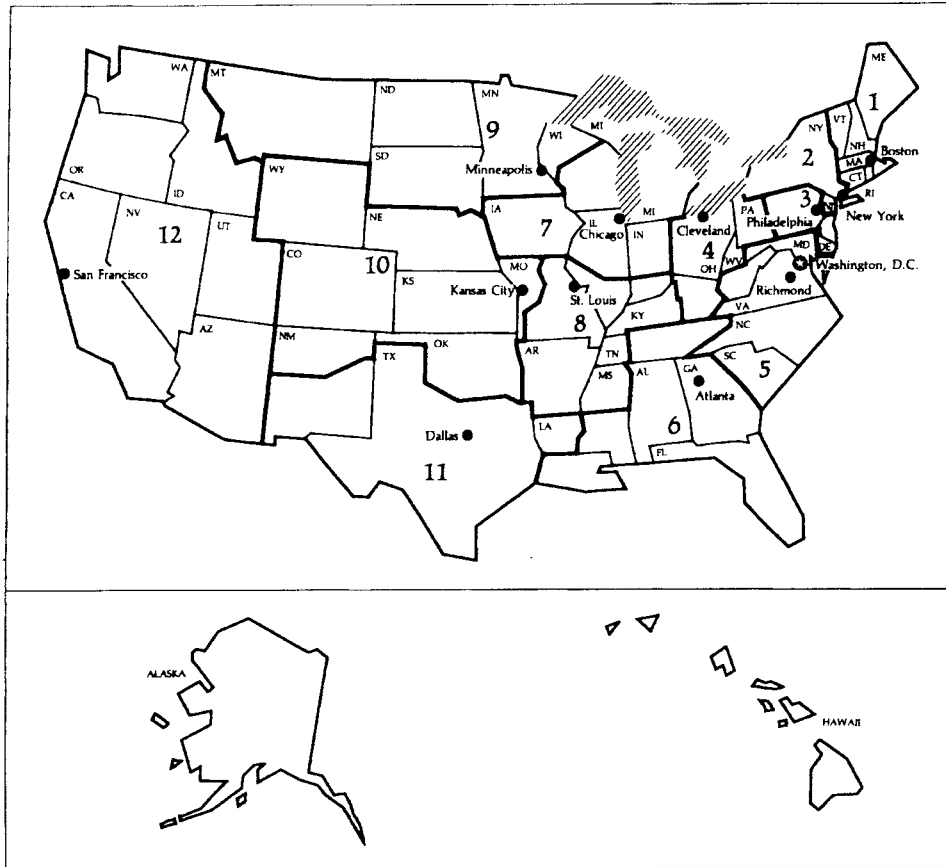 WA
MT
ND
MN
9
WI
MI
ME
1
VT
NY
NH
Boston
MA
CT
RI
2
OR
ID
WY
SD
Minneapolis
CA
NV
12
UT
NE
IA
7
IL
Chicago
MI
IN
Cleveland
4
OH
PA
3
NJ
Philadelphia
New York
MD
DE
WV
Washington, D.C.
San Francisco
CO
10
KS
MO
Kansas City
St. Louis
8
KY
Richmond
VA
NC
AZ
NM
TX
OK
AR
TN
MS
AL
GA
SC
5
Atlanta
6
LA
FL
Dallas
11
ALASKA
HAWAII